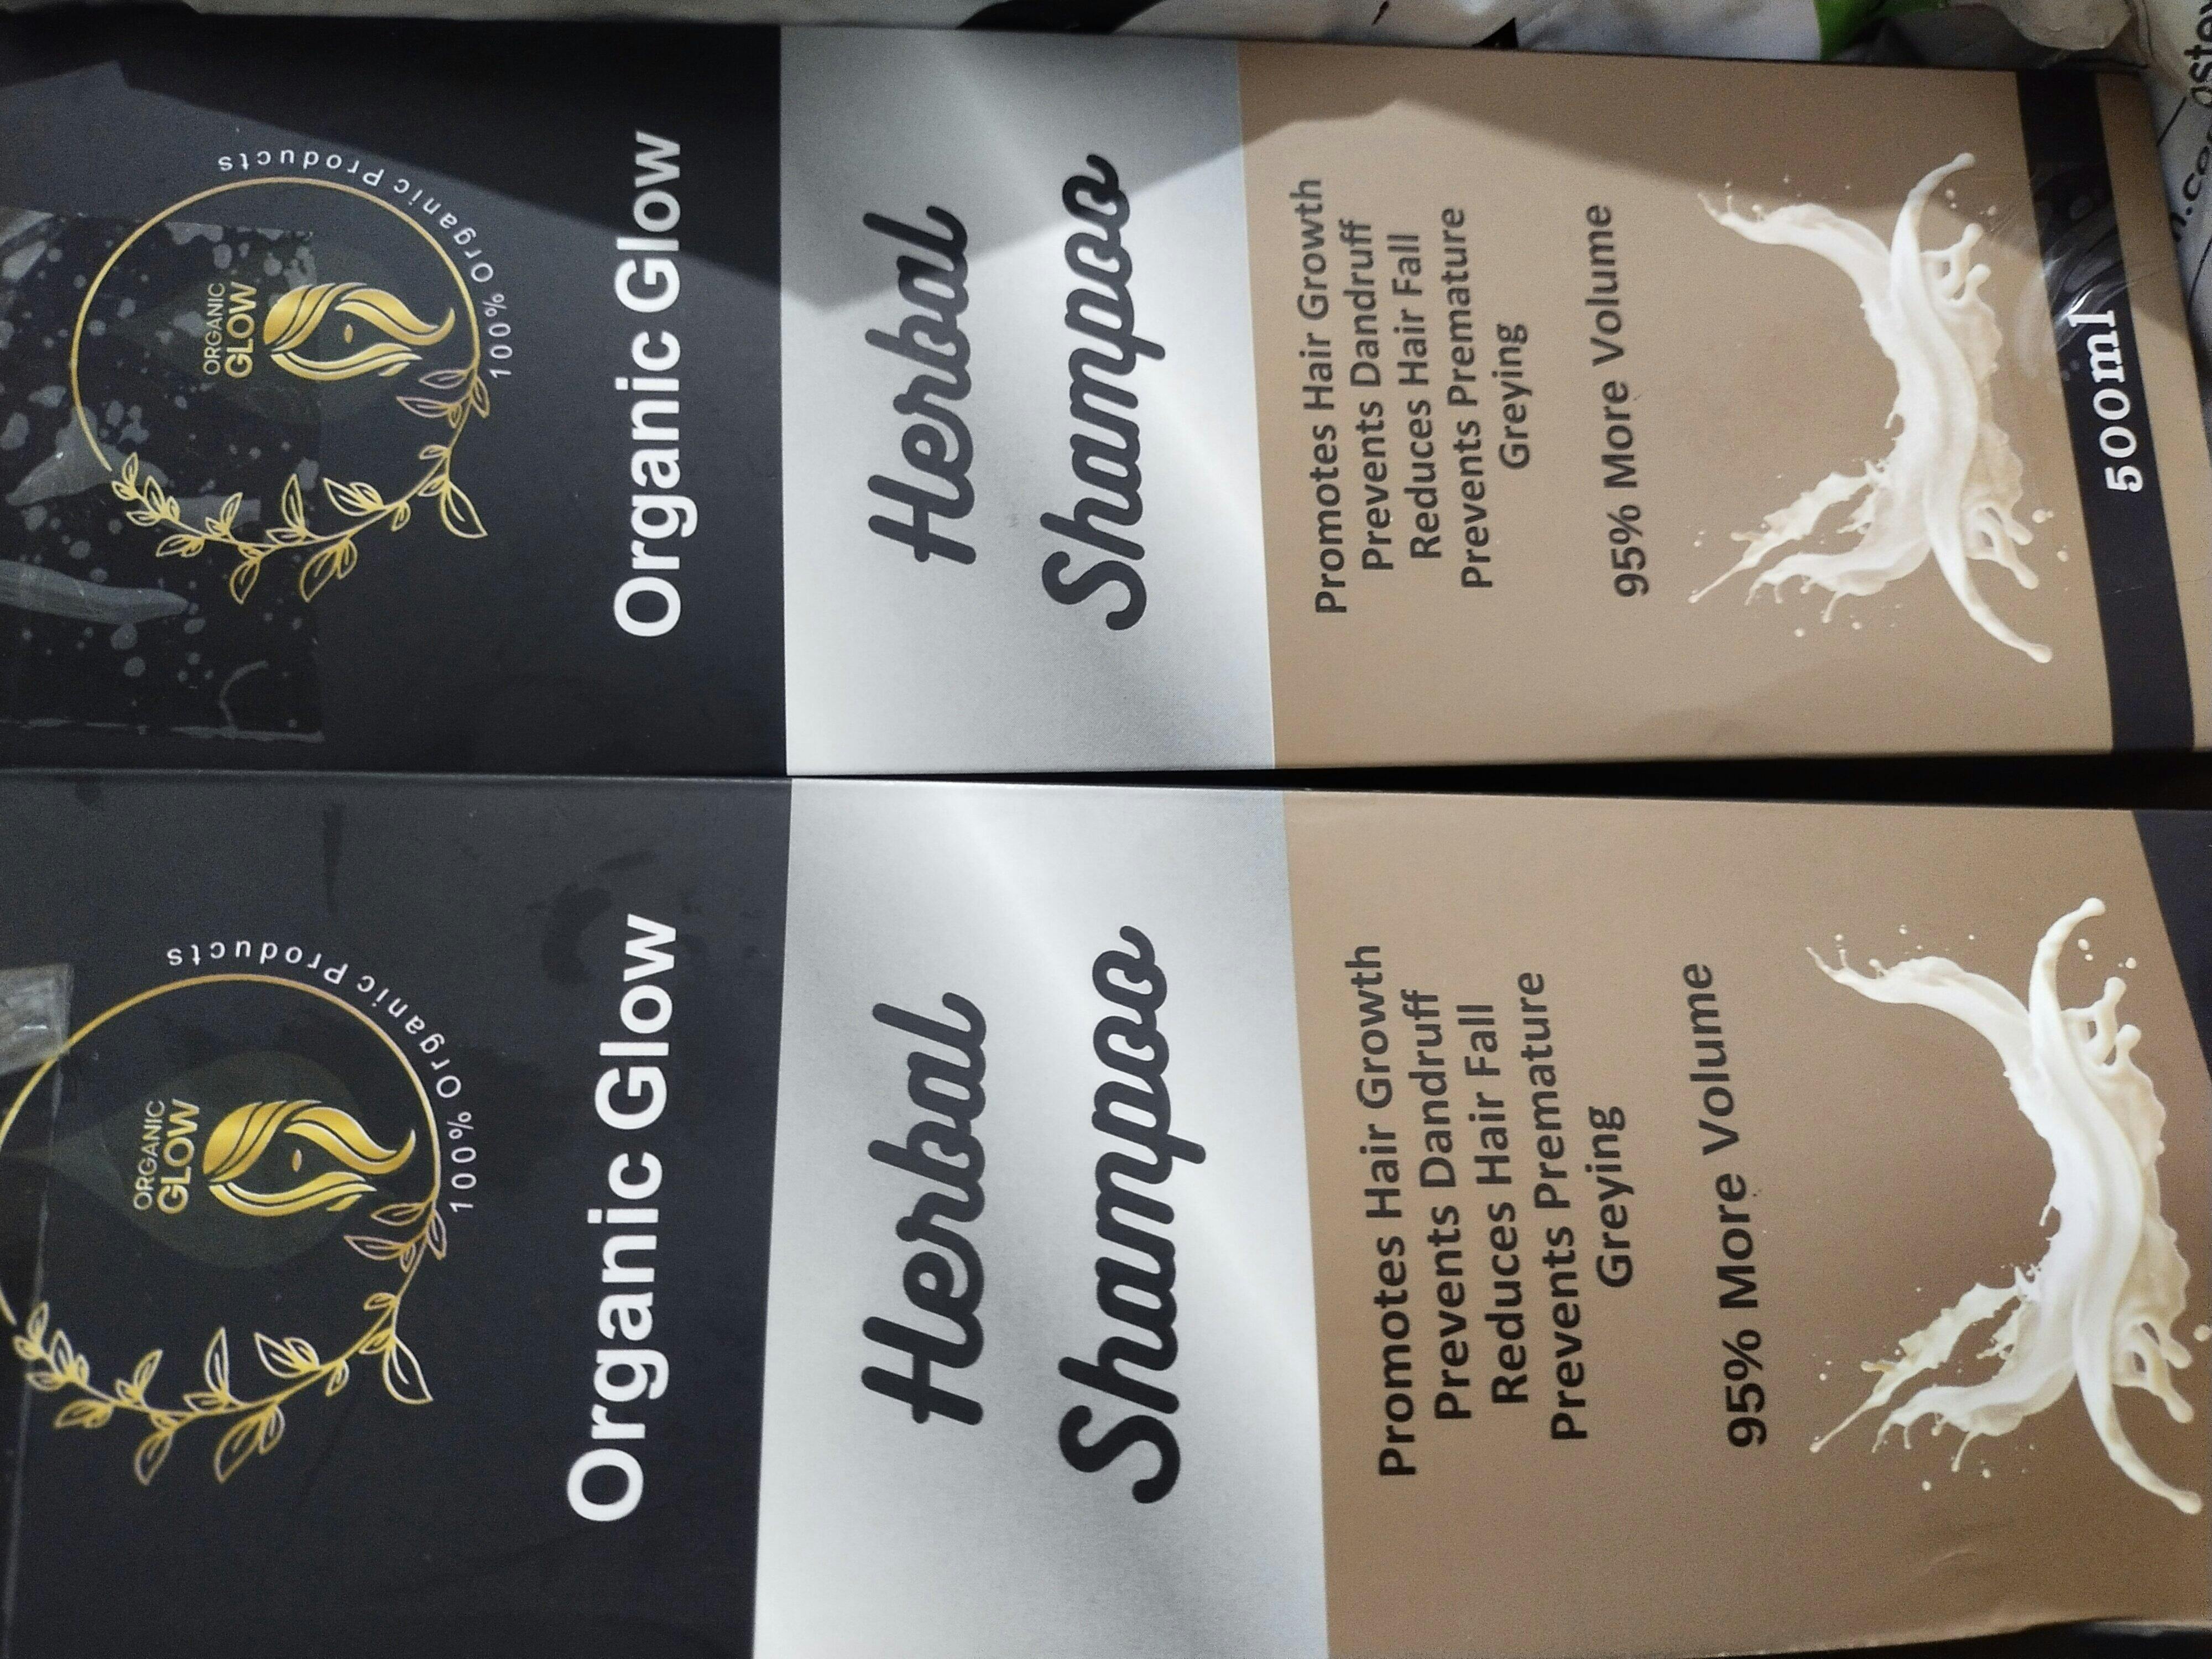 ORGANIC
GLOW
100% Organic Products
Organic Glow
Herbal
Shampoo
Promotes Hair Growth
Prevents Dandruff
Reduces Hair Fall
Prevents Premature
Greying
95% More Volume
500ml
ORGANIC
GLOW
100% Organic Products
Organic Glow
Herbal
Shampoo
Promotes Hair Growth
Prevents Dandruff
Reduces Hair Fall
Prevents Premature
Greying
95% More Volume